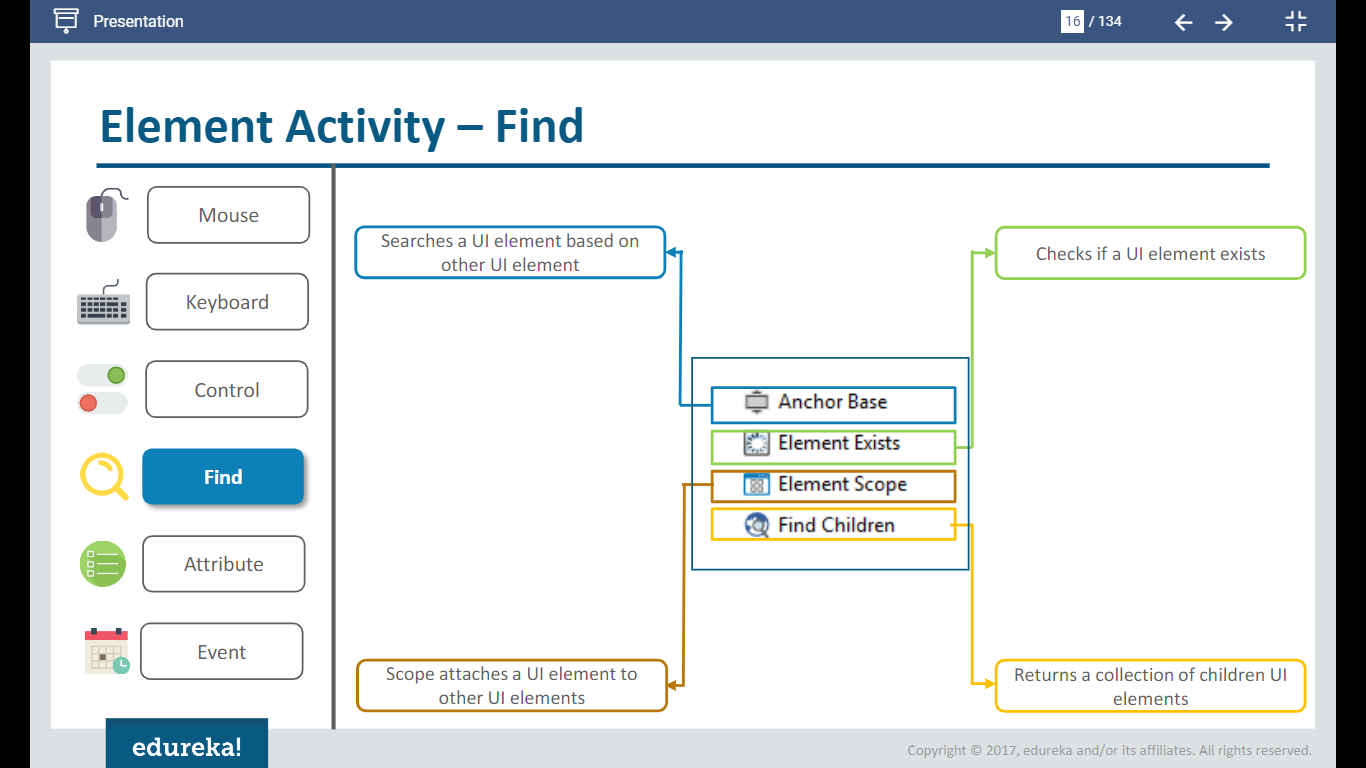 Presentation
16 / 134
Element Activity – Find
Mouse
Keyboard
Control
Find
Attribute
Event
Searches a UI element based on
other UI element
Checks if a UI element exists
Anchor Base
Element Exists
Element Scope
Find Children
Scope attaches a UI element to
other UI elements
Returns a collection of children UI
elements
edureka!
Copyright © 2017, edureka and/or its affiliates. All rights reserved.